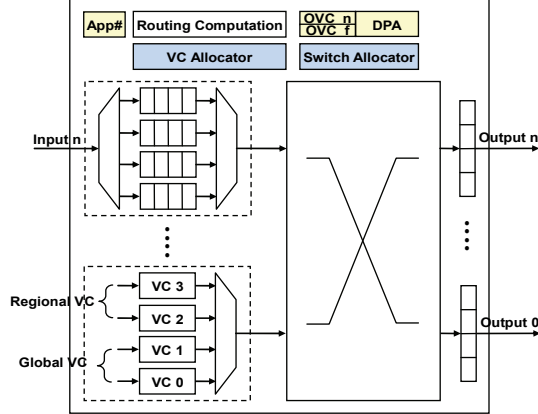 App#
Routing Computation
OVC_n
OVC_f
DPA
VC Allocator
Switch Allocator
Input n
Output n
VC 3
Regional VC
VC 2
Output 0
VC 1
Global VC
VC 0